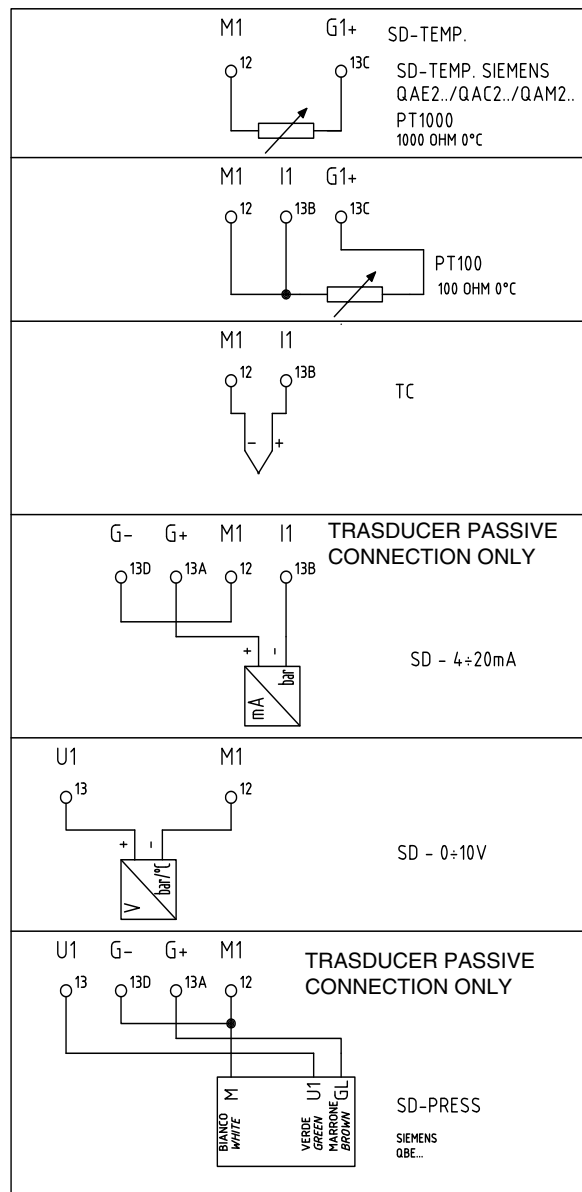 M1 G1+ SD-TEMP.
12 13C SD-TEMP. SIEMENS
QAE2../QAC2../QAM2..
PT1000
1000 OHM 0°C
M1 I1 G1+
12 13B 13C
PT100
100 OHM 0°C
M1 I1
12 13B
TC
- +
G- G+ M1 I1 TRASDUCER PASSIVE
CONNECTION ONLY
13D 13A 12 13B
+ -
SD - 4÷20mA
mA bar
U1 M1
13 12
+ -
SD - 0÷10V
V bar/°C
U1 G- G+ M1 TRASDUCER PASSIVE
CONNECTION ONLY
13 13D 13A 12
M U1 GL
BIANCO VERDE MARRONE
WHITE GREEN BROWN
SD-PRESS
SIEMENS
QBE...